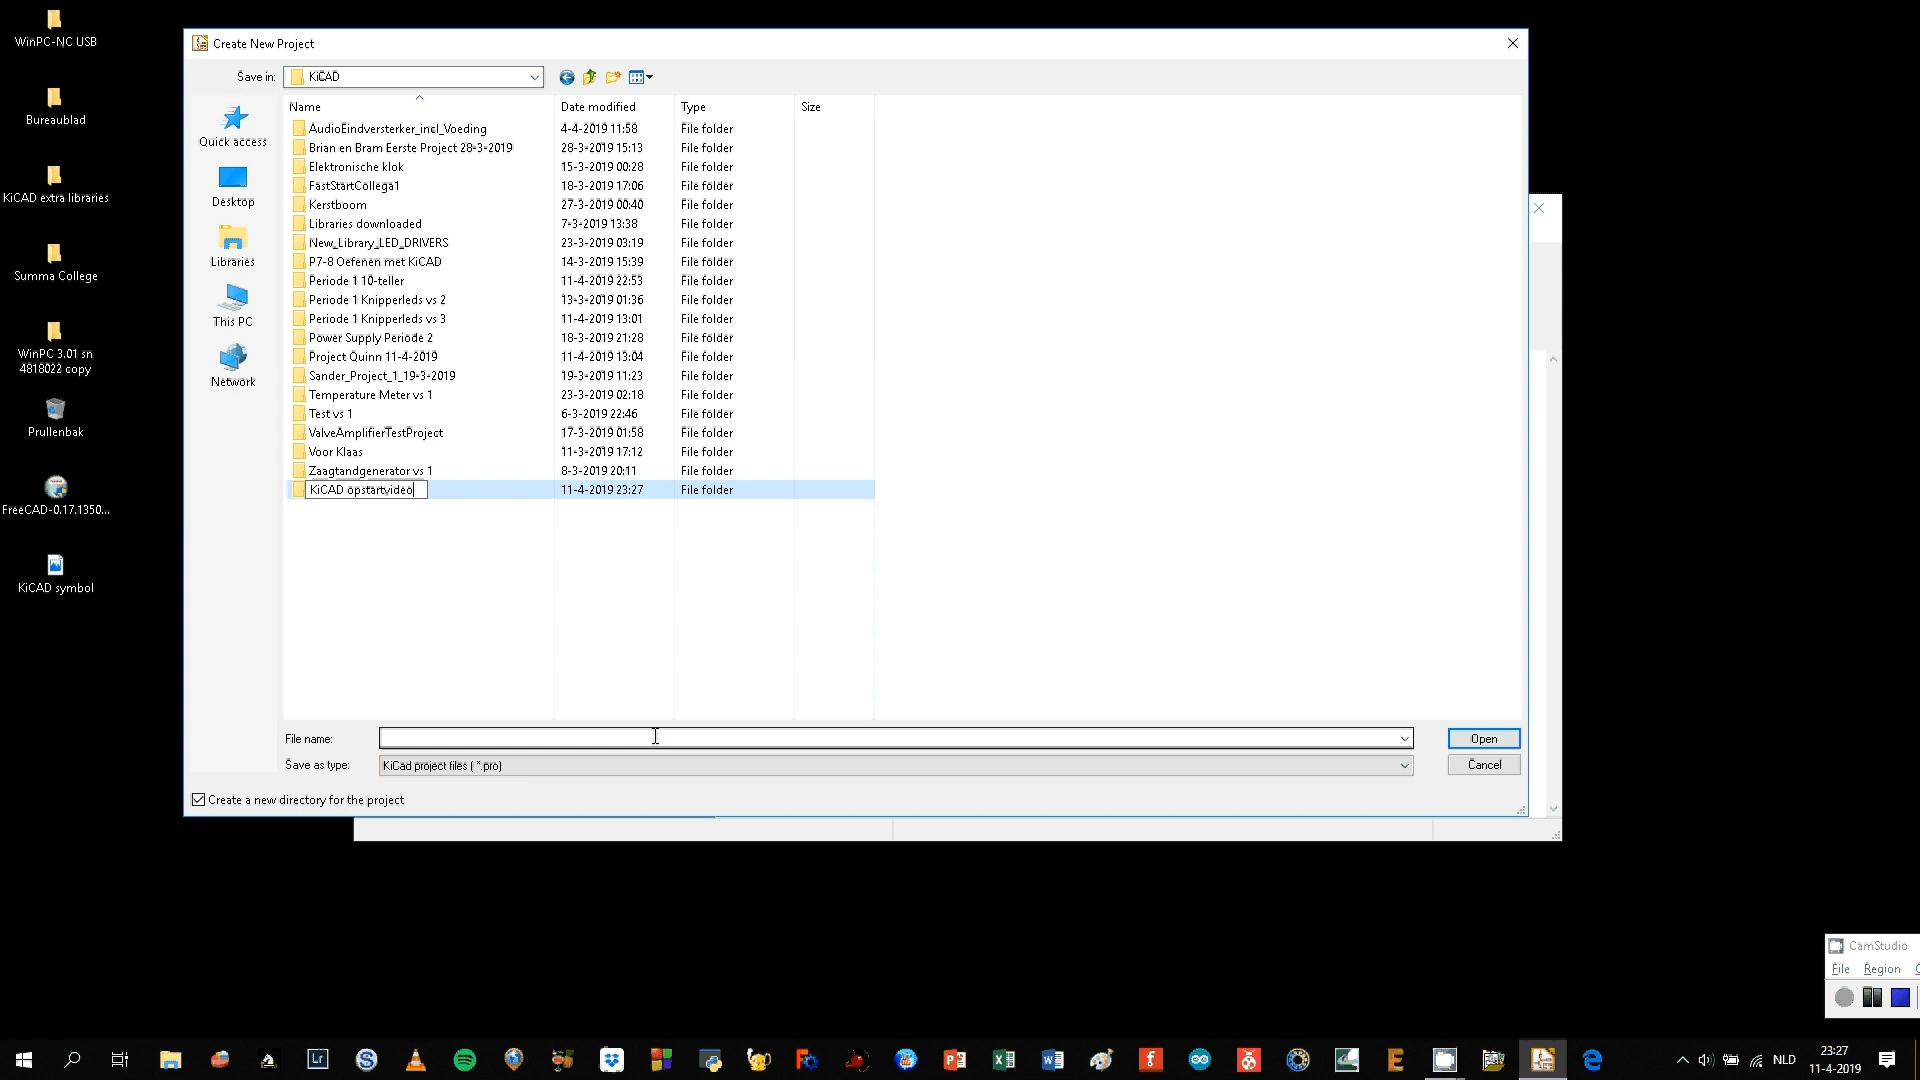 WinPC-NC USB
Bureaublad
KiCAD extra libraries
Summa College
WinPC 3.01 sn
4818022 copy
Prullenbak
FreeCAD-0.17.1350...
KiCAD symbol
Create New Project
Save in:
KiCAD
Quick access
Desktop
Libraries
This PC
Network
Name Date modified Type Size
AudioEindversterker_incl_Voeding 4-4-2019 11:58 File folder
Brian en Bram Eerste Project 28-3-2019 28-3-2019 15:13 File folder
Elektronische klok 15-3-2019 00:28 File folder
FastStartCollega1 18-3-2019 17:06 File folder
Kerstboom 27-3-2019 00:40 File folder
Libraries downloaded 7-3-2019 13:38 File folder
New_Library_LED_DRIVERS 23-3-2019 03:19 File folder
P7-8 Oefenen met KiCAD 14-3-2019 15:39 File folder
Periode 1 10-teller 11-4-2019 22:53 File folder
Periode 1 Knipperleds vs 2 13-3-2019 01:36 File folder
Periode 1 Knipperleds vs 3 11-4-2019 13:01 File folder
Power Supply Periode 2 18-3-2019 21:28 File folder
Project Quinn 11-4-2019 11-4-2019 13:04 File folder
Sander_Project_1_19-3-2019 19-3-2019 11:23 File folder
Temperature Meter vs 1 23-3-2019 02:18 File folder
Test vs 1 6-3-2019 22:46 File folder
ValveAmplifierTestProject 17-3-2019 01:58 File folder
Voor Klaas 11-3-2019 17:12 File folder
Zaagtandgenerator vs 1 8-3-2019 20:11 File folder
KiCAD opstartvideo 11-4-2019 23:27 File folder
File name:
Open
Save as type:
KiCad project files ( *.pro)
Cancel
Create a new directory for the project
CamStudio
File Region
Lr
NLD
23:27
11-4-2019